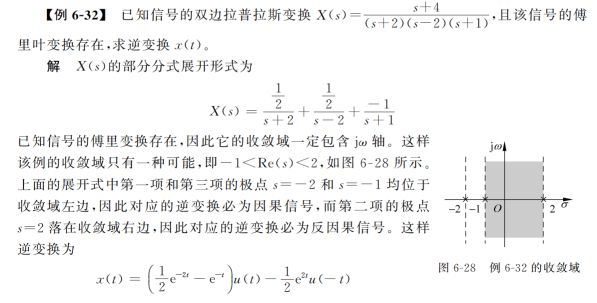 【例 6-32】 已知信号的双边拉普拉斯变换 X(s)=\frac{s+4}{(s+2)(s-2)(s+1)},且该信号的傅
里叶变换存在,求逆变换 x(t)。
解 X(s)的部分分式展开形式为
X(s)=\frac{\frac{1}{2}}{s+2}+\frac{\frac{1}{2}}{s-2}+\frac{-1}{s+1}
已知信号的傅里变换存在,因此它的收敛域一定包含 jω 轴。这样
该例的收敛域只有一种可能,即-1<Re(s)<2,如图 6-28 所示。
上面的展开式中第一项和第三项的极点 s=-2 和 s=-1 均位于
收敛域左边,因此对应的逆变换必为因果信号,而第二项的极点
s=2 落在收敛域右边,因此对应的逆变换必为反因果信号。这样
逆变换为
x(t)=\left(\frac{1}{2}e^{-2t}-e^{-t}\right)u(t)-\frac{1}{2}e^{2t}u(-t)
jω
-2 -1 O 2 σ
图 6-28 例 6-32 的收敛域